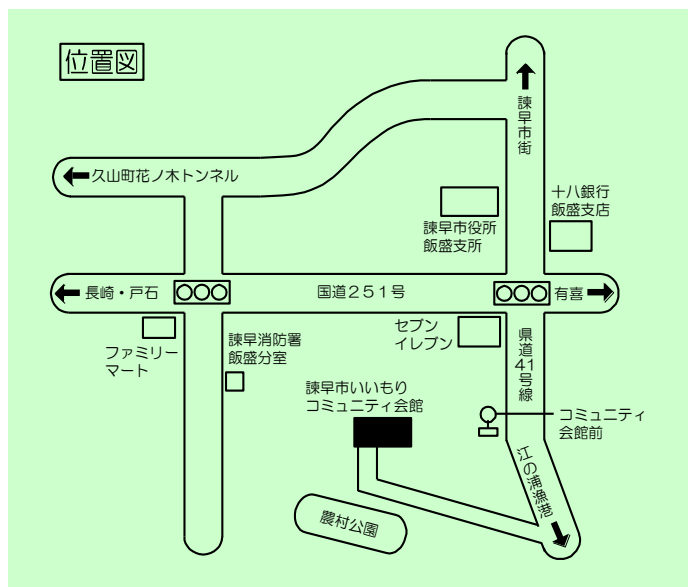 位置図
諫早市街
久山町花ノ木トンネル
十八銀行
飯盛支店
諫早市役所
飯盛支所
長崎・戸石
国道251号
有喜
ファミリー
マート
諫早消防署
飯盛分室
セブン
イレブン
県道41号線
諫早市いいもり
コミュニティ会館
コミュニティ
会館前
江の浦漁港
農村公園